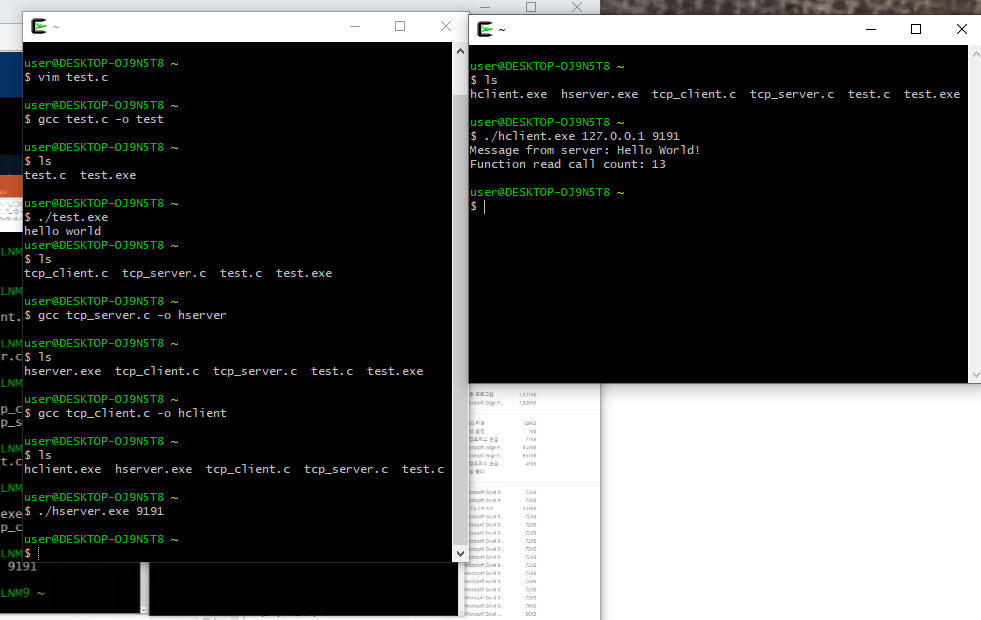 ~
user@DESKTOP-OJ9N5T8 ~
$ vim test.c
user@DESKTOP-OJ9N5T8 ~
$ gcc test.c -o test
user@DESKTOP-OJ9N5T8 ~
$ ls
test.c  test.exe
user@DESKTOP-OJ9N5T8 ~
$ ./test.exe
hello world
user@DESKTOP-OJ9N5T8 ~
$ ls
tcp_client.c  tcp_server.c  test.c  test.exe
user@DESKTOP-OJ9N5T8 ~
$ gcc tcp_server.c -o hserver
user@DESKTOP-OJ9N5T8 ~
$ ls
hserver.exe  tcp_client.c  tcp_server.c  test.c  test.exe
user@DESKTOP-OJ9N5T8 ~
$ gcc tcp_client.c -o hclient
user@DESKTOP-OJ9N5T8 ~
$ ls
hclient.exe  hserver.exe  tcp_client.c  tcp_server.c  test.c
user@DESKTOP-OJ9N5T8 ~
$ ./hserver.exe 9191
user@DESKTOP-OJ9N5T8 ~
$
~
user@DESKTOP-OJ9N5T8 ~
$ ls
hclient.exe  hserver.exe  tcp_client.c  tcp_server.c  test.c  test.exe
user@DESKTOP-OJ9N5T8 ~
$ ./hclient.exe 127.0.0.1 9191
Message from server: Hello World!
Function read call count: 13
user@DESKTOP-OJ9N5T8 ~
$
LNM
LNM
nt.
LNM
r.c
LNM
p_c
p_s
LNM
t.c
LNM
exe
p_c
LNM
9191
LNM9 ~